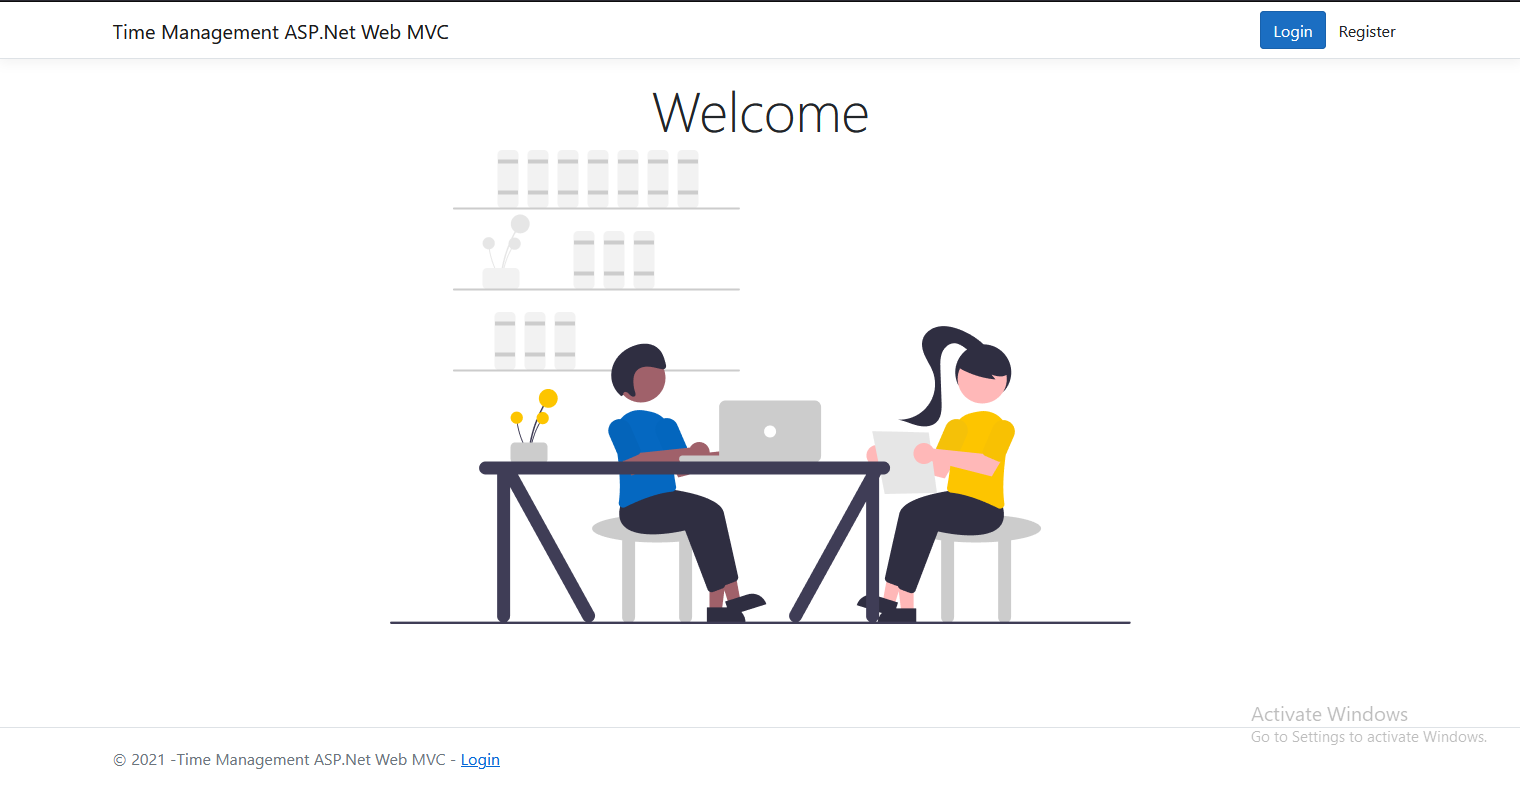 Time Management ASP.Net Web MVC
Login
Register
Welcome
Activate Windows
Go to Settings to activate Windows.
© 2021 -Time Management ASP.Net Web MVC - Login